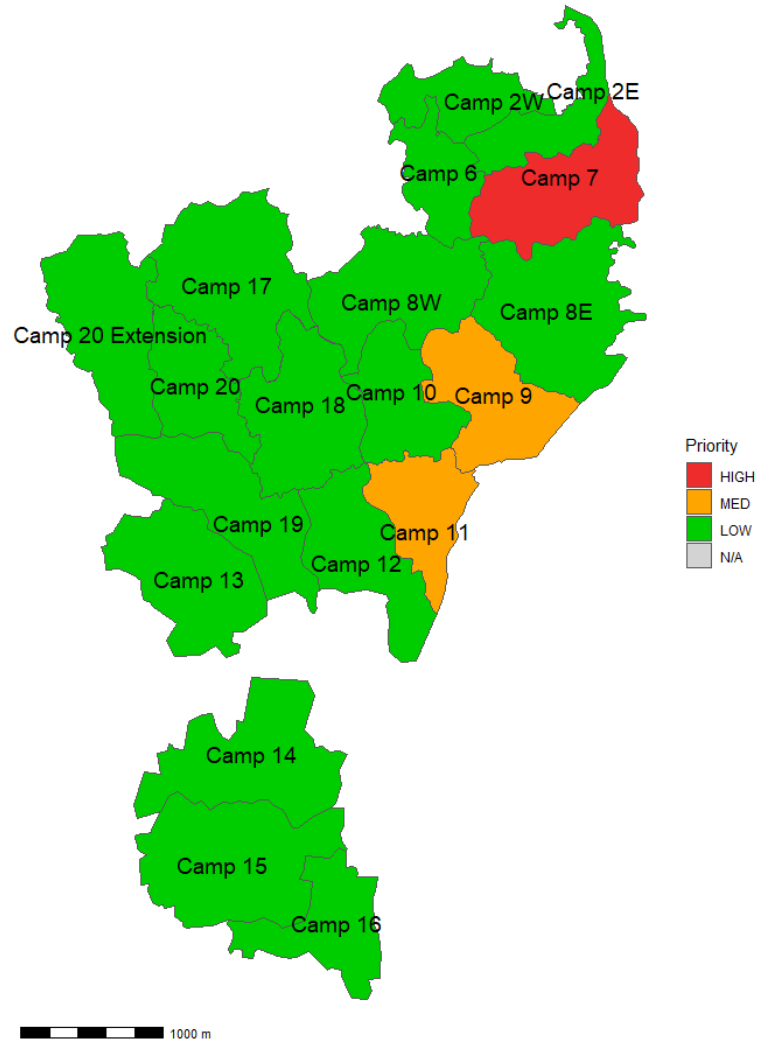 Camp 2E
Camp 2W
Camp 6
Camp 7
Camp 17
Camp 8W
Camp 8E
Camp 20 Extension
Camp 20
Camp 18
Camp 10
Camp 9
Priority
HIGH
MED
LOW
N/A
Camp 19
Camp 11
Camp 12
Camp 13
Camp 14
Camp 15
Camp 16
1000 m